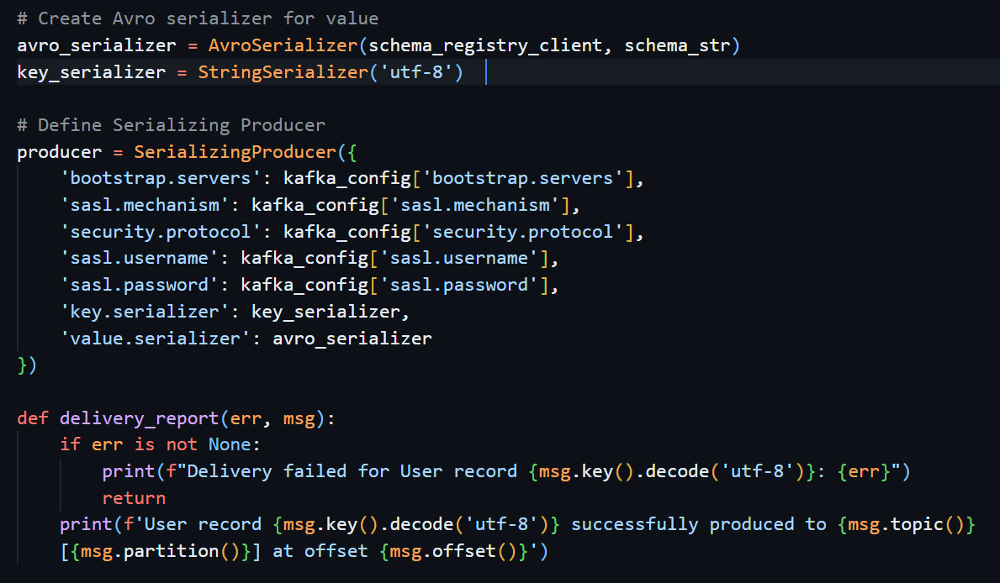 # Create Avro serializer for value
avro_serializer = AvroSerializer(schema_registry_client, schema_str)
key_serializer = StringSerializer('utf-8')
# Define Serializing Producer
producer = SerializingProducer({
    'bootstrap.servers': kafka_config['bootstrap.servers'],
    'sasl.mechanism': kafka_config['sasl.mechanism'],
    'security.protocol': kafka_config['security.protocol'],
    'sasl.username': kafka_config['sasl.username'],
    'sasl.password': kafka_config['sasl.password'],
    'key.serializer': key_serializer,
    'value.serializer': avro_serializer
})
def delivery_report(err, msg):
    if err is not None:
        print(f"Delivery failed for User record {msg.key().decode('utf-8')}: {err}")
        return
    print(f'User record {msg.key().decode('utf-8')} successfully produced to {msg.topic()}
    [{msg.partition()}] at offset {msg.offset()}')